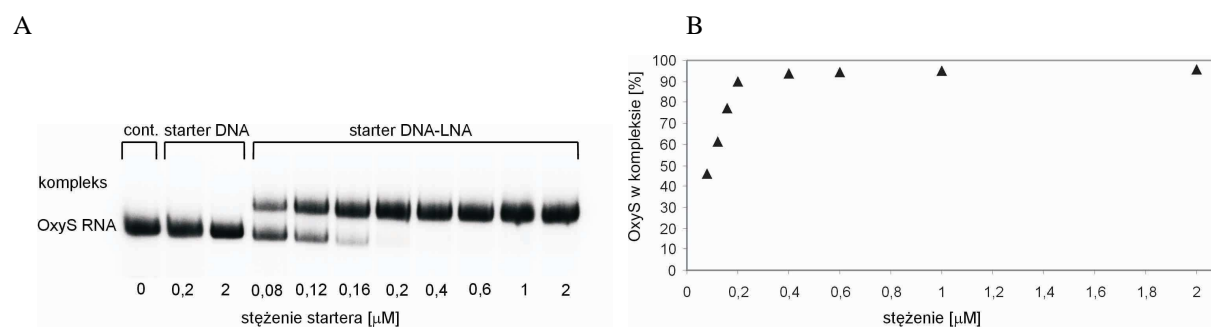 A
cont. starter DNA starter DNA-LNA
kompleks
OxyS RNA
0 0,2 2 0,08 0,12 0,16 0,2 0,4 0,6 1 2
stężenie startera [μM]
B
OxyS w kompleksie [%]
100
90
80
70
60
50
40
30
20
10
0
0 0,2 0,4 0,6 0,8 1 1,2 1,4 1,6 1,8 2
stężenie [μM]